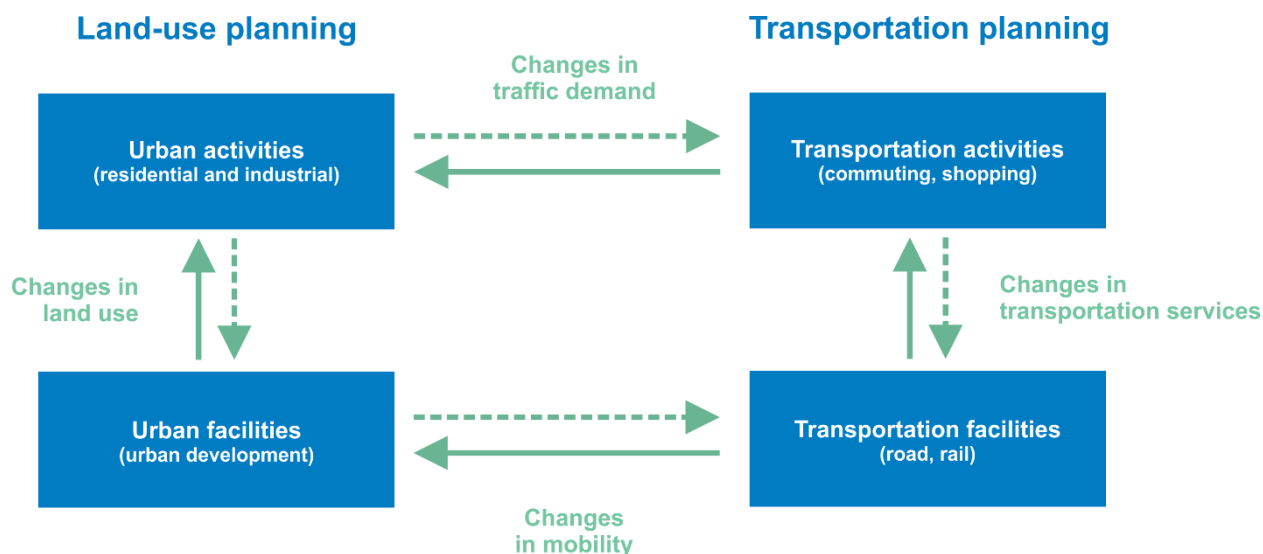 Land-use planning
Transportation planning
Changes in
traffic demand
Urban activities
(residential and industrial)
Transportation activities
(commuting, shopping)
Changes in
land use
Changes in
transportation services
Urban facilities
(urban development)
Transportation facilities
(road, rail)
Changes
in mobility